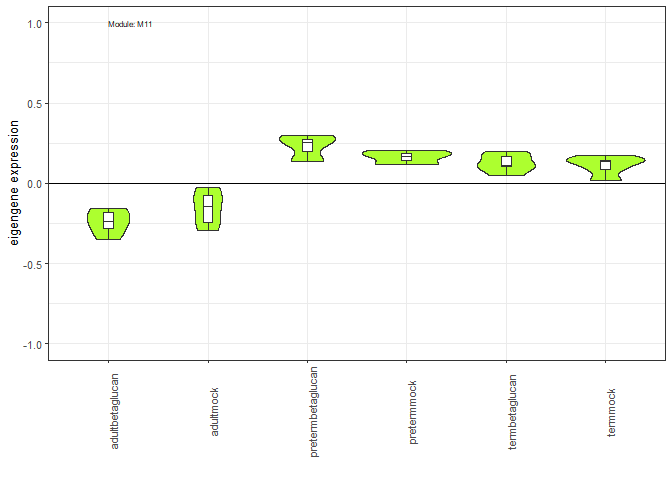 Module: M11
eigengene expression
1.0
0.5
0.0
-0.5
-1.0
adultbetaglucan
adultmock
pretermbetaglucan
pretermmock
termbetaglucan
termmock